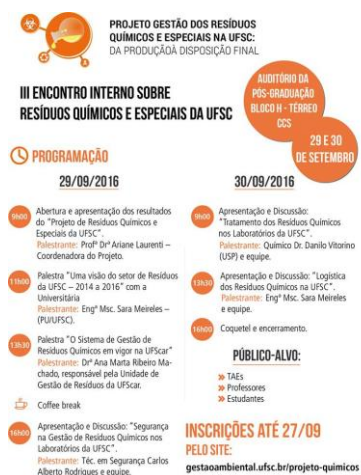 PROJETO GESTÃO DOS RESÍDUOS
QUÍMICOS E ESPECIAIS NA UFSC:
DA PRODUÇÃOÀ DISPOSIÇÃO FINAL
III ENCONTRO INTERNO SOBRE
RESÍDUOS QUÍMICOS E ESPECIAIS DA UFSC
AUDITÓRIO DA
PÓS-GRADUAÇÃO
BLOCO H - TÉRREO
CCS
29 E 30
DE SETEMBRO
PROGRAMAÇÃO
29/09/2016
9h00
Abertura e apresentação dos resultados
do "Projeto de Resíduos Químicos e
Especiais da UFSC".
Palestrante: Profª Drª Ariane Laurenti –
Coordenadora do Projeto.
11h00
Palestra "Uma visão do setor de Resíduos
da UFSC – 2014 a 2016" com a
Universitária
Palestrante: Engª Msc. Sara Meireles –
(PU/UFSC).
13h30
Palestra "O Sistema de Gestão de
Resíduos Químicos em vigor na UFScar"
Palestrante: Drª Ana Marta Ribeiro Ma-
chado, responsável pela Unidade de
Gestão de Resíduos da UFScar.
Coffee break
16h00
Apresentação e Discussão: "Segurança
na Gestão de Resíduos Químicos nos
Laboratórios da UFSC".
Palestrante: Téc. em Segurança Carlos
Alberto Rodrigues e equipe.
30/09/2016
9h00
Apresentação e Discussão:
"Tratamento dos Resíduos Químicos
nos Laboratórios da UFSC".
Palestrante: Químico Dr. Danilo Vitorino
(USP) e equipe.
13h30
Apresentação e Discussão: "Logística
dos Resíduos Químicos na UFSC".
Palestrante: Engª Msc. Sara Meireles
e equipe.
16h00
Coquetel e encerramento.
PÚBLICO-ALVO:
» TAEs
» Professores
» Estudantes
INSCRIÇÕES ATÉ 27/09
PELO SITE:
gestaoambiental.ufsc.br/projeto-quimicos